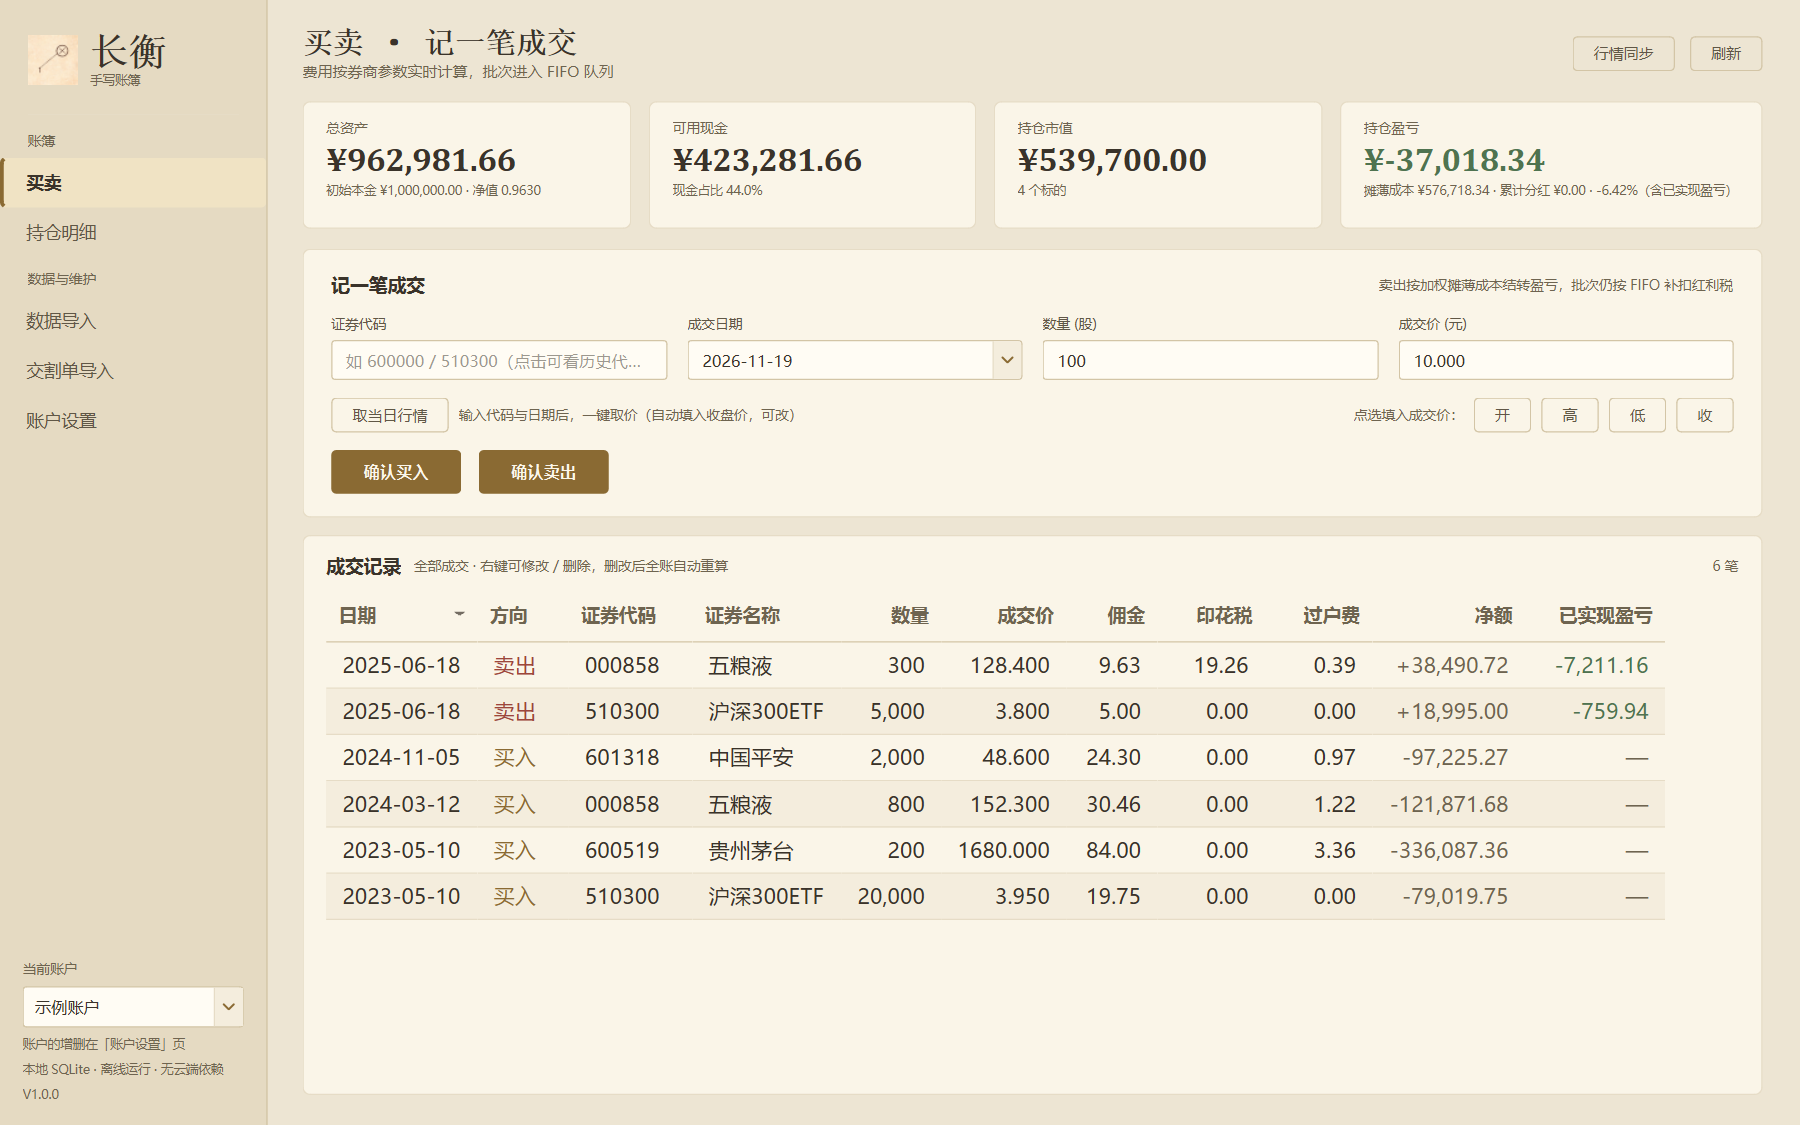 长衡
手写账簿
账簿
买卖
持仓明细
数据与维护
数据导入
交割单导入
账户设置
当前账户
示例账户
账户的增删在「账户设置」页
本地 SQLite · 离线运行 · 无云端依赖
V1.0.0
买卖 · 记一笔成交
费用按券商参数实时计算，批次进入 FIFO 队列
行情同步 刷新
总资产
¥962,981.66
初始本金 ¥1,000,000.00 · 净值 0.9630
可用现金
¥423,281.66
现金占比 44.0%
持仓市值
¥539,700.00
4 个标的
持仓盈亏
¥-37,018.34
摊薄成本 ¥576,718.34 · 累计分红 ¥0.00 · -6.42%（含已实现盈亏）
记一笔成交 卖出按加权摊薄成本结转盈亏，批次仍按 FIFO 补扣红利税
证券代码 成交日期 数量 (股) 成交价 (元)
如 600000 / 510300（点击可看历史代... 2026-11-19 100 10.000
取当日行情 输入代码与日期后，一键取价（自动填入收盘价，可改） 点选填入成交价： 开 高 低 收
确认买入 确认卖出
成交记录 全部成交 · 右键可修改 / 删除，删改后全账自动重算 6 笔
日期 方向 证券代码 证券名称 数量 成交价 佣金 印花税 过户费 净额 已实现盈亏
2025-06-18 卖出 000858 五粮液 300 128.400 9.63 19.26 0.39 +38,490.72 -7,211.16
2025-06-18 卖出 510300 沪深300ETF 5,000 3.800 5.00 0.00 0.00 +18,995.00 -759.94
2024-11-05 买入 601318 中国平安 2,000 48.600 24.30 0.00 0.97 -97,225.27 —
2024-03-12 买入 000858 五粮液 800 152.300 30.46 0.00 1.22 -121,871.68 —
2023-05-10 买入 600519 贵州茅台 200 1680.000 84.00 0.00 3.36 -336,087.36 —
2023-05-10 买入 510300 沪深300ETF 20,000 3.950 19.75 0.00 0.00 -79,019.75 —